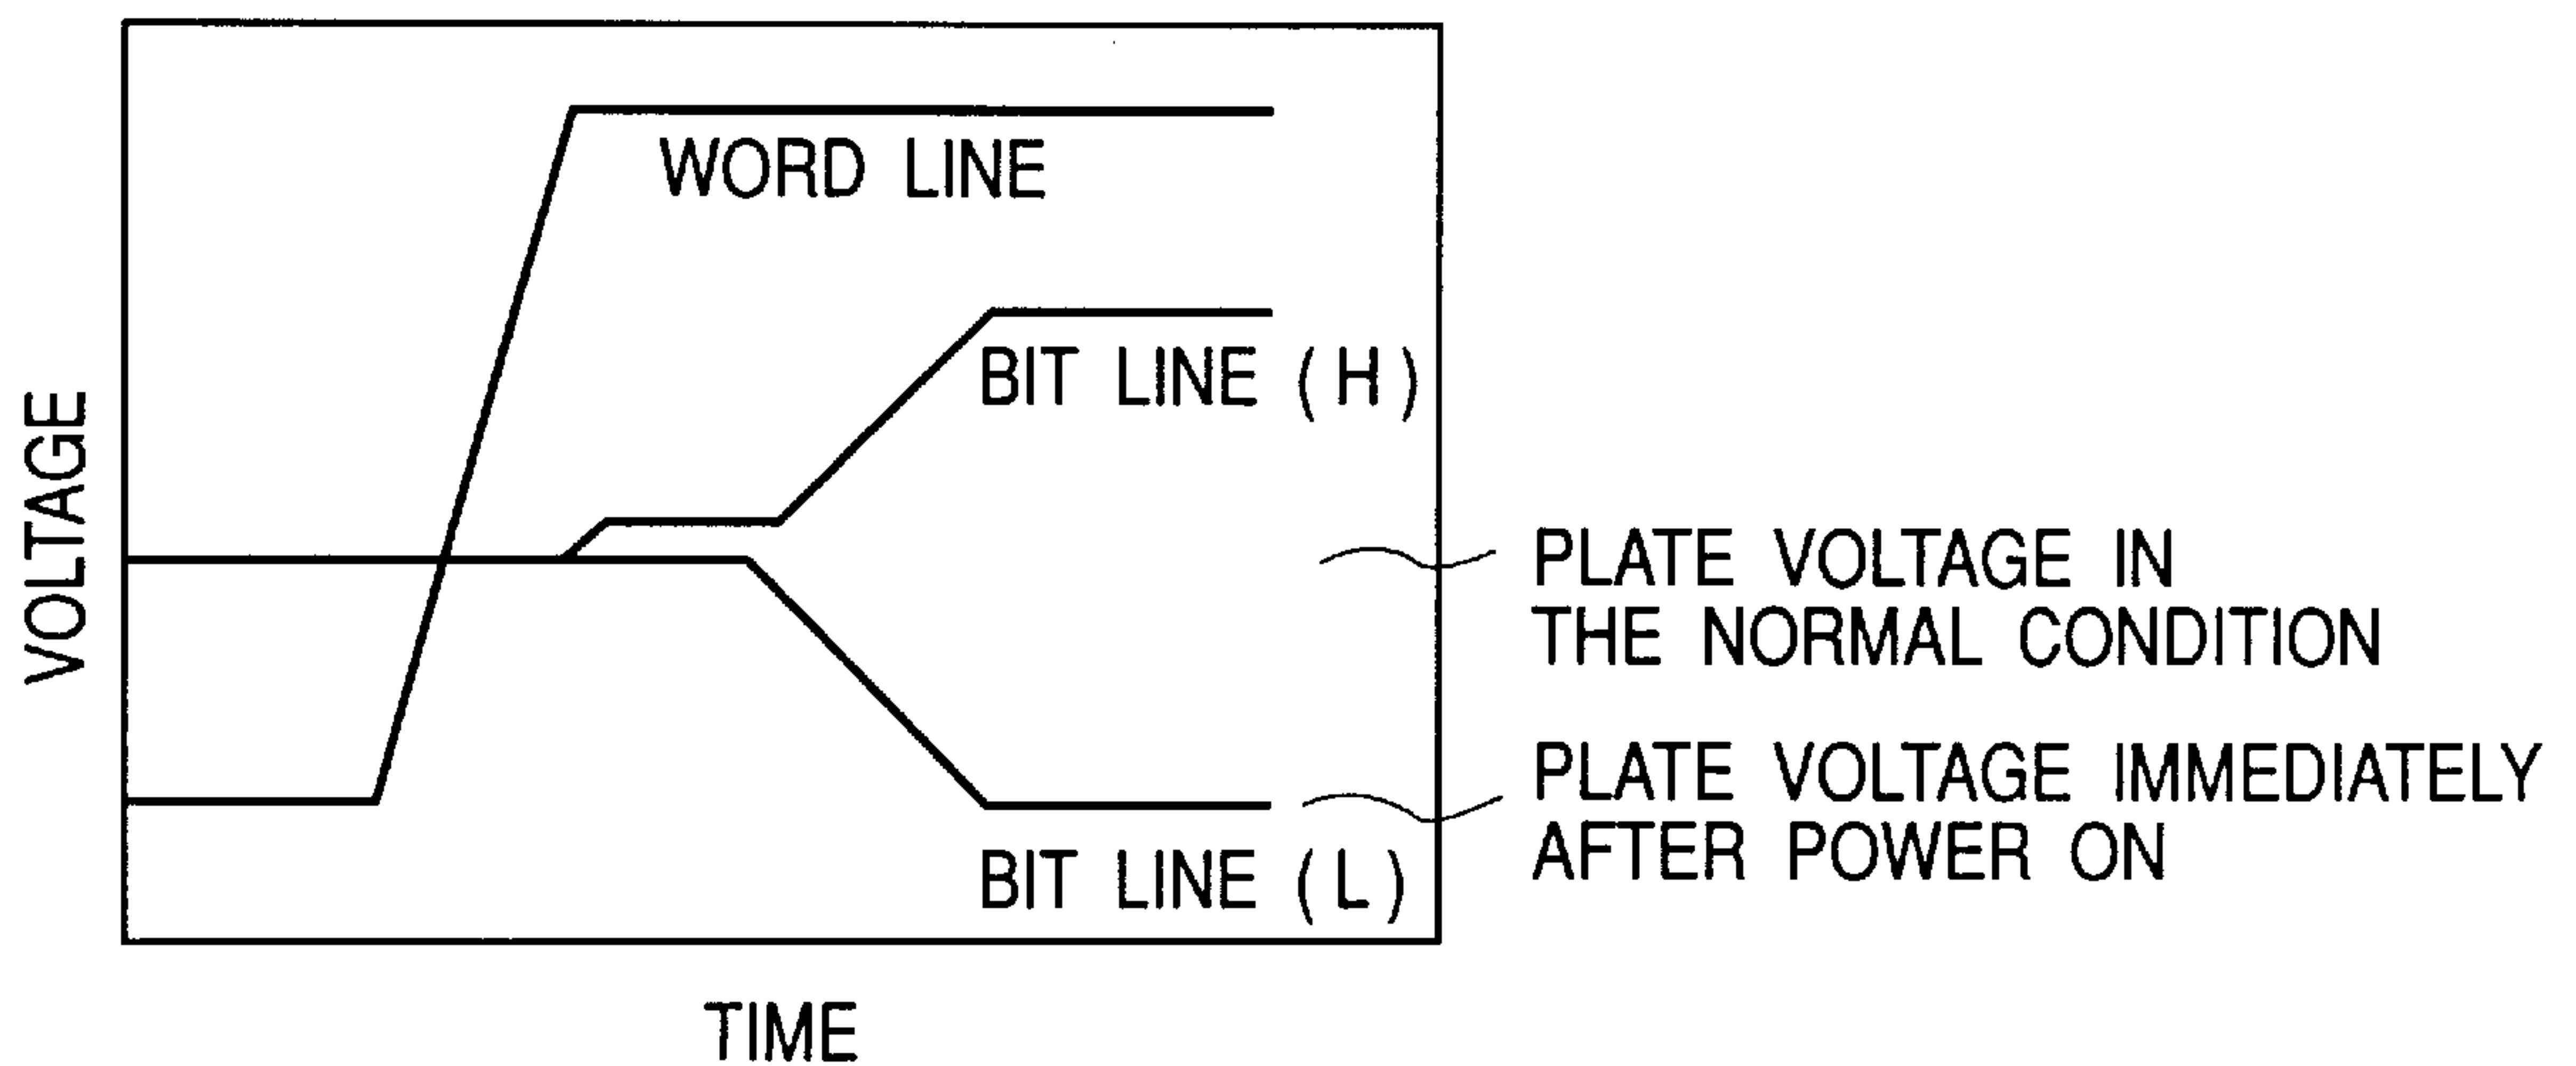 WORD LINE
BIT LINE (H)
VOLTAGE
PLATE VOLTAGE IN
THE NORMAL CONDITION
PLATE VOLTAGE IMMEDIATELY
AFTER POWER ON
BIT LINE (L)
TIME